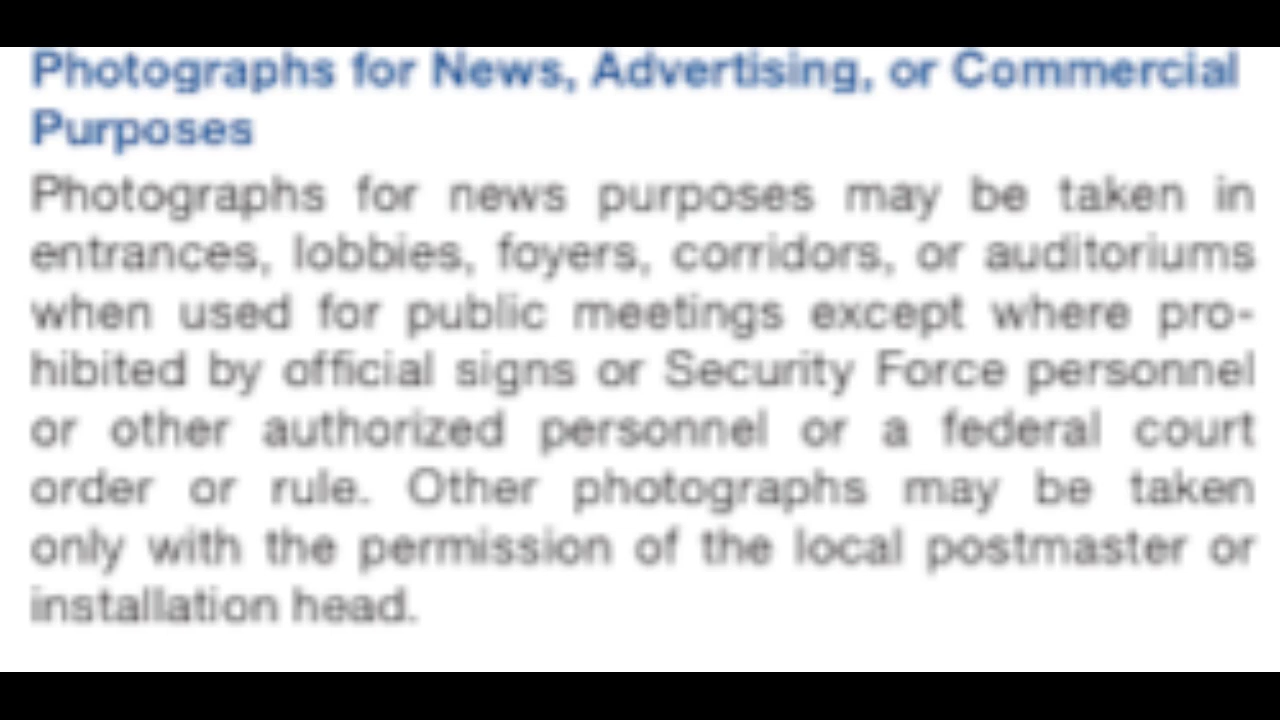 Photographs for News, Advertising, or Commercial
Purposes
Photographs for news purposes may be taken in
entrances, lobbies, foyers, corridors, or auditoriums
when used for public meetings except where pro-
hibited by official signs or Security Force personnel
or other authorized personnel or a federal court
order or rule. Other photographs may be taken
only with the permission of the local postmaster or
installation head.